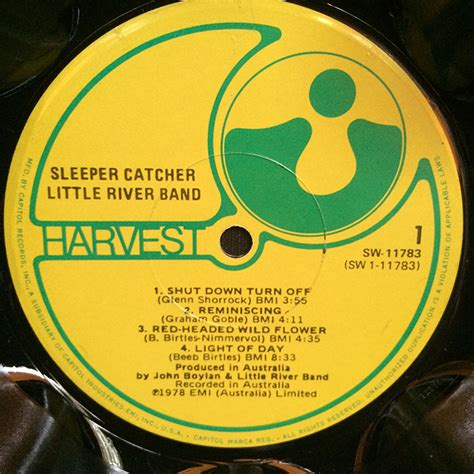 SLEEPER CATCHER
LITTLE RIVER BAND
HARVEST
1
SW-11783
(SW 1-11783)
1. SHUT DOWN TURN OFF
(Glenn Shorrock) BMI 3:55
2. REMINISCING
(Graham Goble) BMI 4:11
3. RED-HEADED WILD FLOWER
(B. Birtles-Nimmervol) BMI 4:35
4. LIGHT OF DAY
(Beeb Birtles) BMI 8:33
Produced in Australia
by John Boylan & Little River Band
Recorded in Australia
℗1978 EMI (Australia) Limited
MFD. BY CAPITOL RECORDS, INC., A SUBSIDIARY OF CAPITOL INDUSTRIES-EMI, INC., U.S.A. • CAPITOL MARCA REG. • ALL RIGHTS RESERVED. UNAUTHORIZED DUPLICATION IS A VIOLATION OF APPLICABLE LAWS.